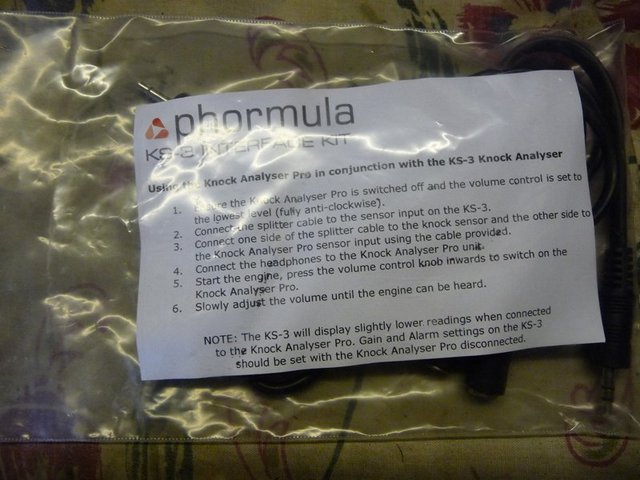 phormula
KS-3 INTERFACE KIT
Using the Knock Analyser Pro in conjunction with the KS-3 Knock Analyser
1. Ensure the Knock Analyser Pro is switched off and the volume control is set to
the lowest level (fully anti-clockwise).
2. Connect the splitter cable to the sensor input on the KS-3.
3. Connect one side of the splitter cable to the knock sensor and the other side to
the Knock Analyser Pro sensor input using the cable provided.
4. Connect the headphones to the Knock Analyser Pro unit.
5. Start the engine, press the volume control knob inwards to switch on the
Knock Analyser Pro.
6. Slowly adjust the volume until the engine can be heard.
NOTE: The KS-3 will display slightly lower readings when connected
to the Knock Analyser Pro. Gain and Alarm settings on the KS-3
should be set with the Knock Analyser Pro disconnected.